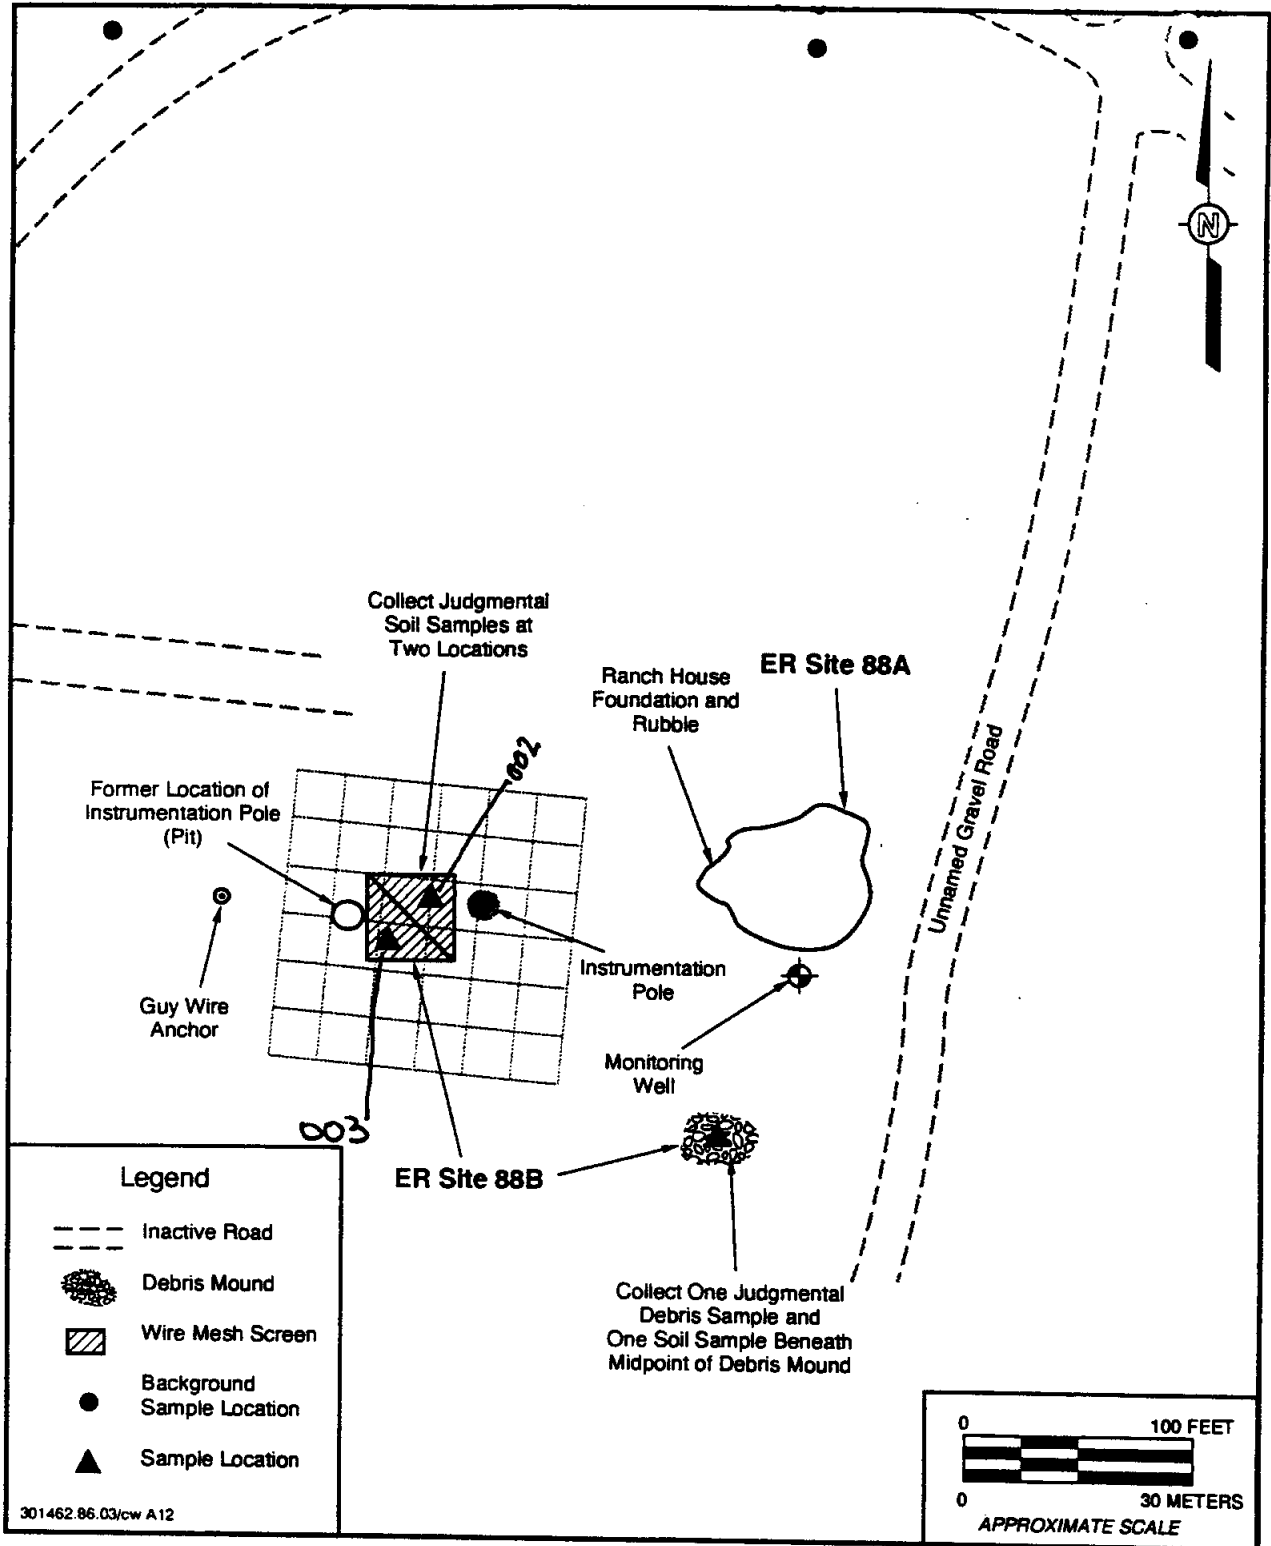 N
Collect Judgmental
Soil Samples at
Two Locations
Ranch House
Foundation and
Rubble
ER Site 88A
002
Unnamed Gravel Road
Former Location of
Instrumentation Pole
(Pit)
Instrumentation
Pole
Guy Wire
Anchor
Monitoring
Well
003
ER Site 88B
Collect One Judgmental
Debris Sample and
One Soil Sample Beneath
Midpoint of Debris Mound
Legend
Inactive Road
Debris Mound
Wire Mesh Screen
Background
Sample Location
Sample Location
301462.86.03/cw A12
0 100 FEET
0 30 METERS
APPROXIMATE SCALE